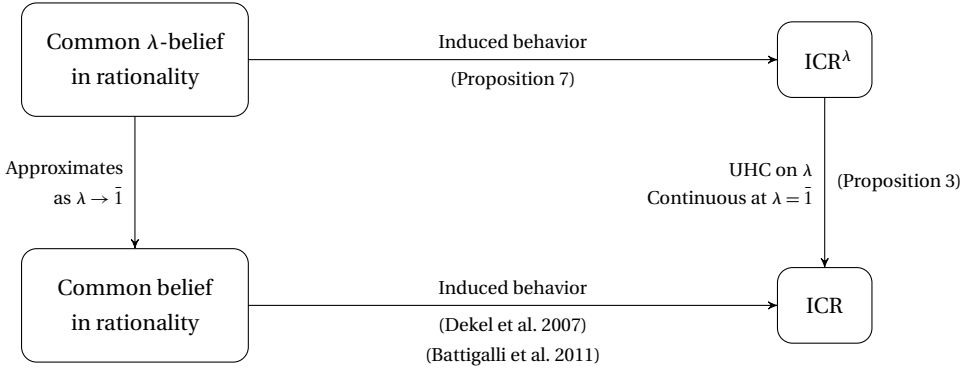 Common λ-belief
in rationality
Induced behavior
(Proposition 7)
ICR^λ
Approximates
as λ → 1̄
UHC on λ
Continuous at λ = 1̄
(Proposition 3)
Common belief
in rationality
Induced behavior
(Dekel et al. 2007)
(Battigalli et al. 2011)
ICR